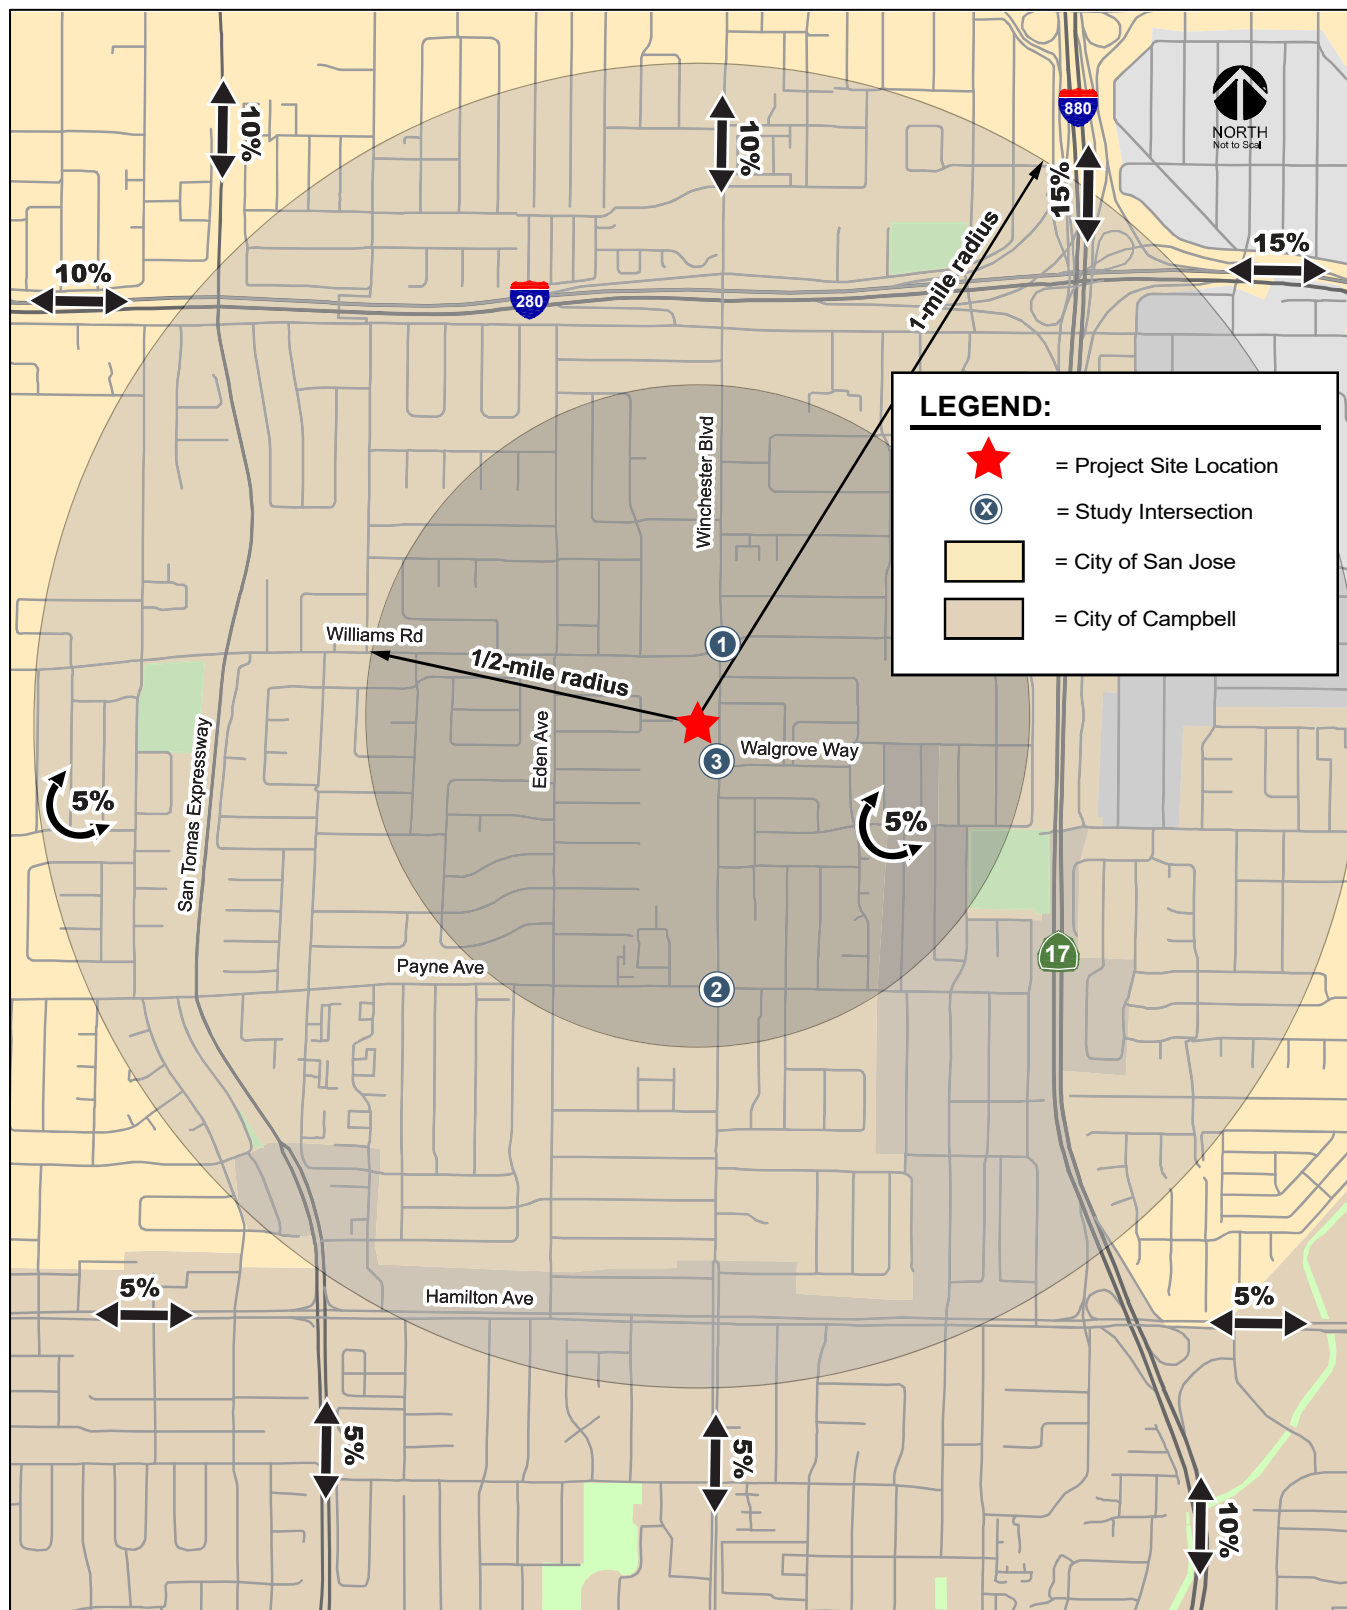 10%
10%
880
NORTH
Not to Scal
15%
15%
10%
280
1-mile radius
LEGEND:
= Project Site Location
X
= Study Intersection
= City of San Jose
= City of Campbell
Winchester Blvd
Williams Rd
1
1/2-mile radius
Eden Ave
Walgrove Way
3
San Tomas Expressway
5%
5%
17
Payne Ave
2
5%
Hamilton Ave
5%
5%
5%
10%